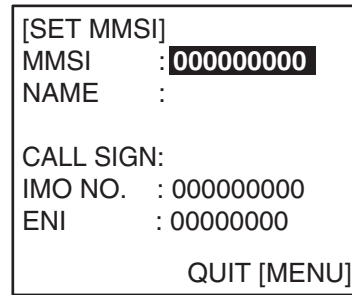 [SET MMSI]
MMSI : 000000000
NAME :
CALL SIGN:
IMO NO. : 000000000
ENI : 00000000
QUIT [MENU]